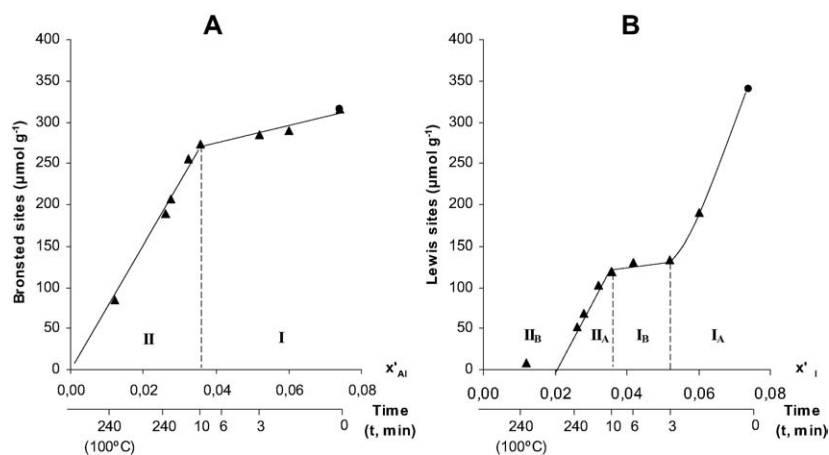 A
Bronsted sites (µmol g⁻¹)
400
350
300
250
200
150
100
50
0
II
I
0,00 0,02 0,04 0,06 0,08
x'Al
240 240 10 6 3 0
(100ºC)
Time
(t, min)
B
Lewis sites (µmol g⁻¹)
400
350
300
250
200
150
100
50
0
IIB IIA IB IA
0,00 0,02 0,04 0,06 0,08
x'I
240 240 10 6 3 0
(100ºC)
Time
(t, min)